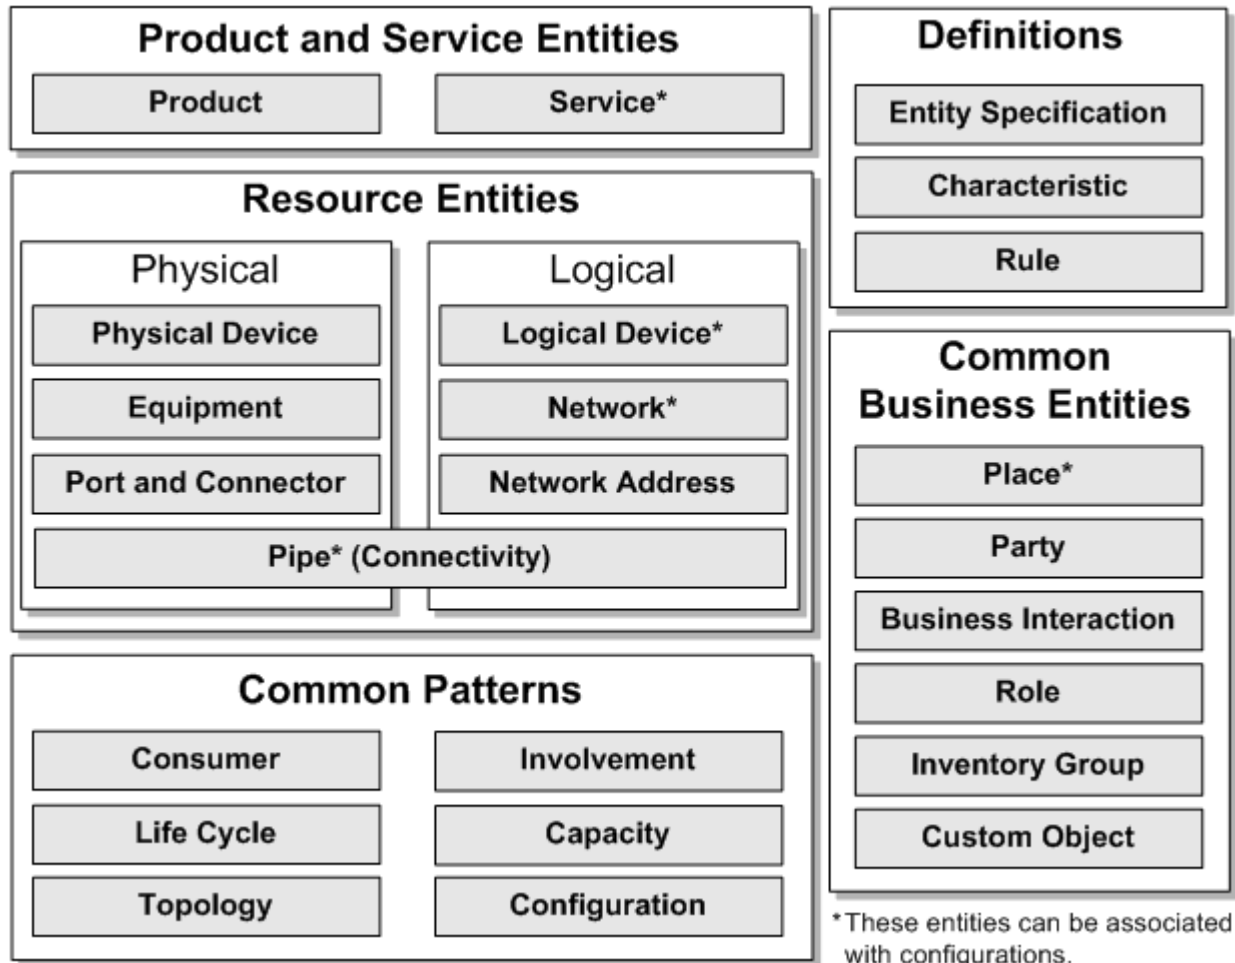 Product and Service Entities
Product
Service*
Resource Entities
Physical
Physical Device
Equipment
Port and Connector
Logical
Logical Device*
Network*
Network Address
Pipe* (Connectivity)
Common Patterns
Consumer
Involvement
Life Cycle
Capacity
Topology
Configuration
Definitions
Entity Specification
Characteristic
Rule
Common
Business Entities
Place*
Party
Business Interaction
Role
Inventory Group
Custom Object
*These entities can be associated
with configurations.